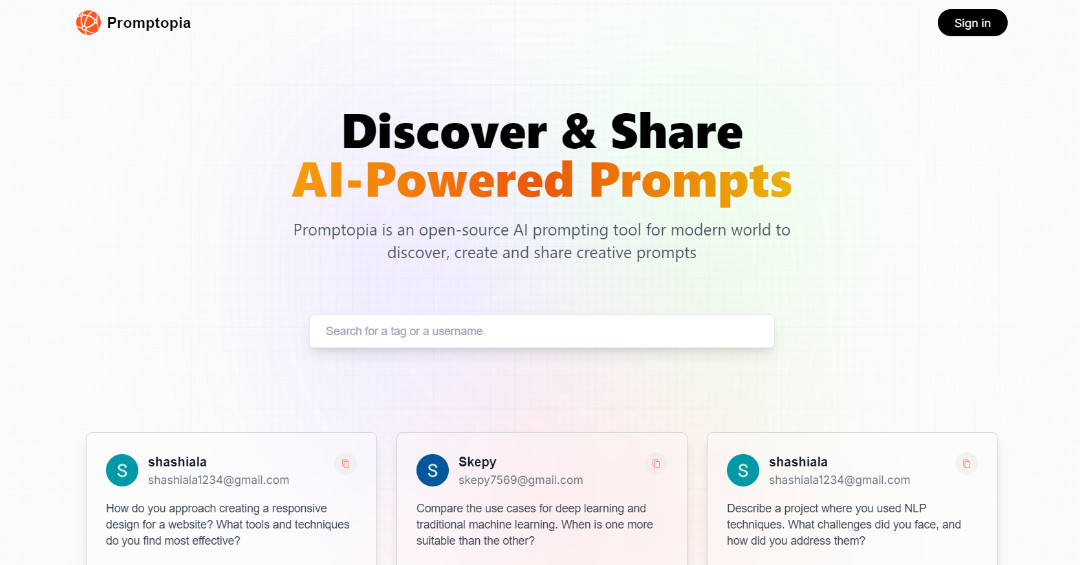 Promptopia
Sign in
Discover & Share
AI-Powered Prompts
Promptopia is an open-source AI prompting tool for modern world to
discover, create and share creative prompts
Search for a tag or a username
S
shashiala
shashiala1234@gmail.com
How do you approach creating a responsive
design for a website? What tools and techniques
do you find most effective?
S
Skepy
skepy7569@gmail.com
Compare the use cases for deep learning and
traditional machine learning. When is one more
suitable than the other?
S
shashiala
shashiala1234@gmail.com
Describe a project where you used NLP
techniques. What challenges did you face, and
how did you address them?